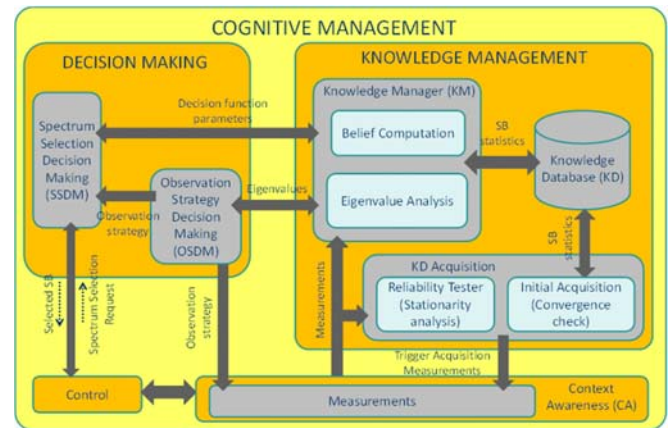 COGNITIVE MANAGEMENT
DECISION MAKING
KNOWLEDGE MANAGEMENT
Spectrum
Selection
Decision
Making
(SSDM)
Decision function
parameters
Knowledge Manager (KM)
Belief Computation
Eigenvalue Analysis
SB
statistics
Knowledge
Database (KD)
Observation
Strategy
Decision
Making
(OSDM)
Observation
strategy
Eigenvalues
SB
statistics
KD Acquisition
Reliability Tester
(Stationarity
analysis)
Initial Acquisition
(Convergence
check)
Selected SB
Spectrum Selection
Request
Observation
strategy
Measurements
Trigger Acquisition
Measurements
Control
Measurements
Context
Awareness (CA)